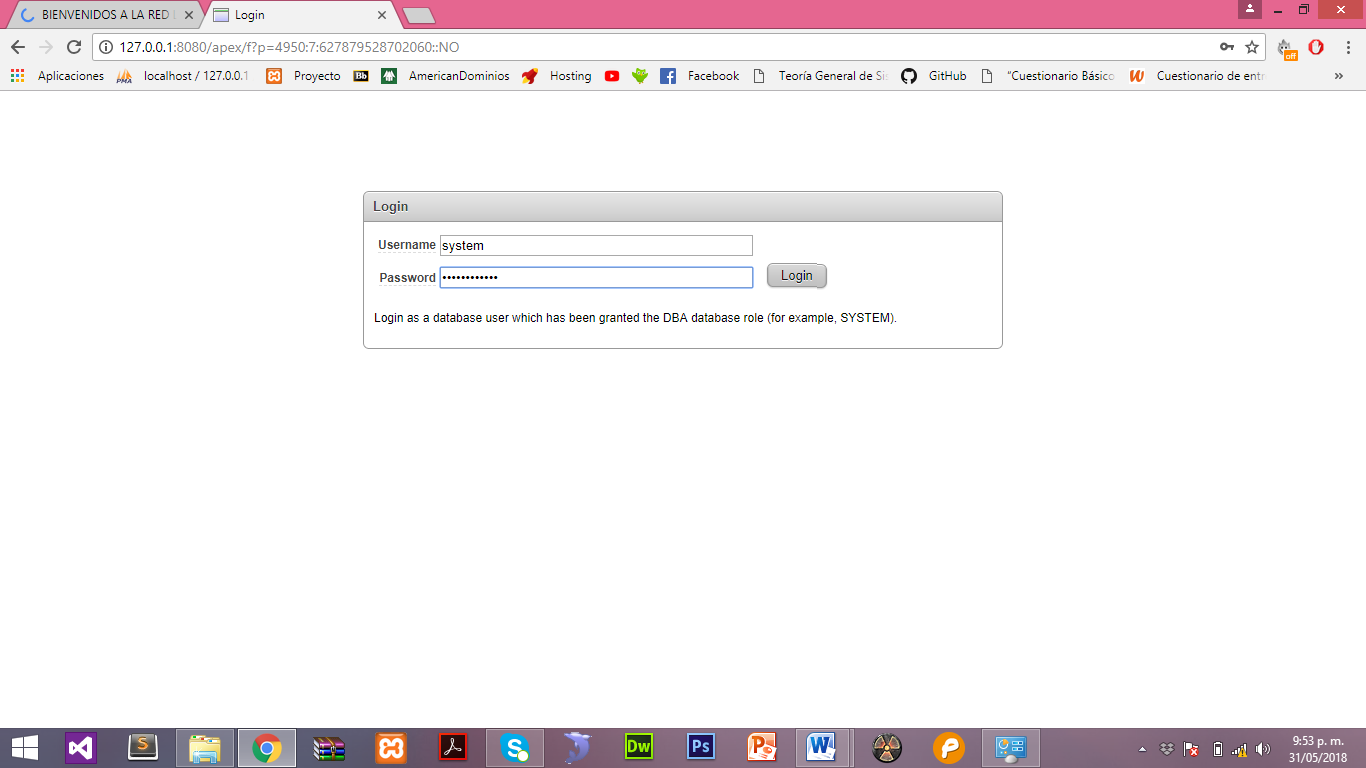 BIENVENIDOS A LA RED
Login
127.0.0.1:8080/apex/f?p=4950:7:627879528702060::NO
off
Aplicaciones
PMA
localhost / 127.0.0.1
Proyecto
Bb
AmericanDominios
Hosting
Facebook
Teoría General de Sis
GitHub
"Cuestionario Básico
Cuestionario de entr
»
Login
Username
system
Password
••••••••••••
Login
Login as a database user which has been granted the DBA database role (for example, SYSTEM).
S
S
Dw
Ps
P
W
P
9:53 p. m.
31/05/2018